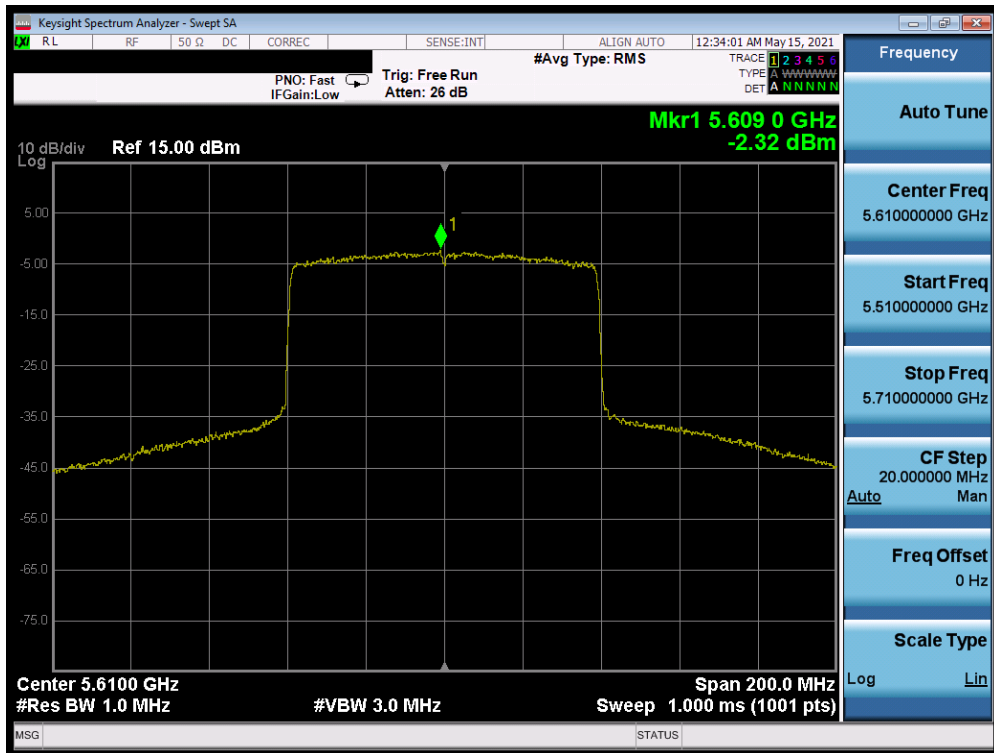 Keysight Spectrum Analyzer - Swept SA
LXI RL RF 50 Ω DC CORREC SENSE:INT ALIGN AUTO 12:34:01 AM May 15, 2021
#Avg Type: RMS
TRACE 1 2 3 4 5 6
PNO: Fast Trig: Free Run TYPE A WWWWW
IFGain:Low Atten: 26 dB DET A N N N N N
Mkr1 5.609 0 GHz
10 dB/div Ref 15.00 dBm -2.32 dBm
Log
1
5.00
-5.00
-15.0
-25.0
-35.0
-45.0
-55.0
-65.0
-75.0
Center 5.6100 GHz Span 200.0 MHz
#Res BW 1.0 MHz #VBW 3.0 MHz Sweep 1.000 ms (1001 pts)
MSG STATUS
Frequency
Auto Tune
Center Freq
5.610000000 GHz
Start Freq
5.510000000 GHz
Stop Freq
5.710000000 GHz
CF Step
20.000000 MHz
Auto Man
Freq Offset
0 Hz
Scale Type
Log Lin